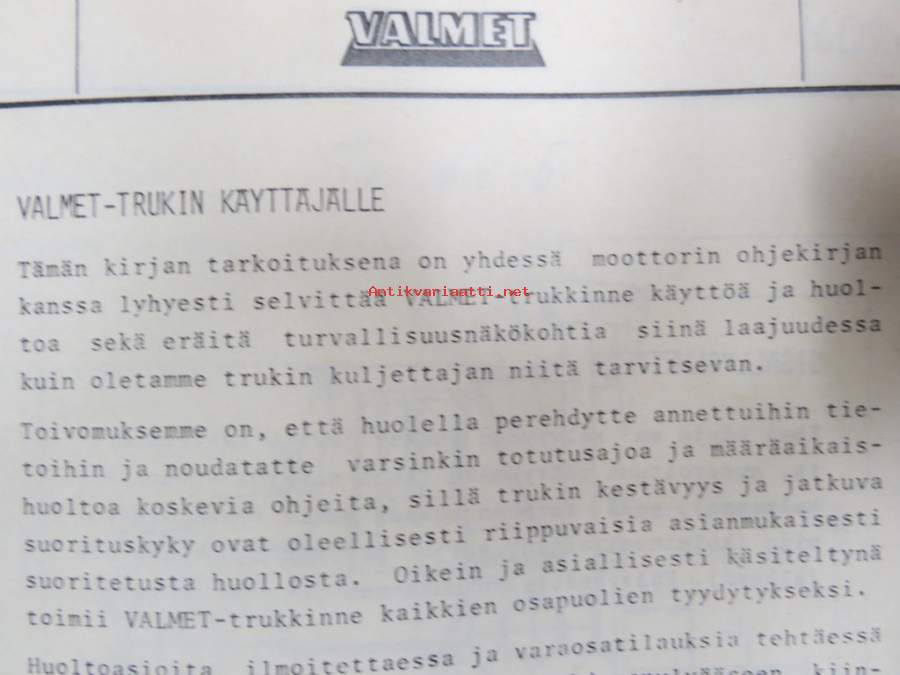 VALMET
VALMET-TRUKIN KÄYTTÄJÄLLE
Tämän kirjan tarkoituksena on yhdessä moottorin ohjekirjan
kanssa lyhyesti selvittää VALMET-trukkinne käyttöä ja huol-
Antikvariaatti.net
toa sekä eräitä turvallisuusnäkökohtia siinä laajuudessa
kuin oletamme trukin kuljettajan niitä tarvitsevan.
Toivomuksemme on, että huolella perehdytte annettuihin tie-
toihin ja noudatatte varsinkin totutusajoa ja määräaikais-
huoltoa koskevia ohjeita, sillä trukin kestävyys ja jatkuva
suorituskyky ovat oleellisesti riippuvaisia asianmukaisesti
suoritetusta huollosta. Oikein ja asiallisesti käsiteltynä
toimii VALMET-trukkinne kaikkien osapuolien tyydytykseksi.
Huoltoasioita ilmoitettaessa ja varaosatilauksia tehtäessä
kiin-